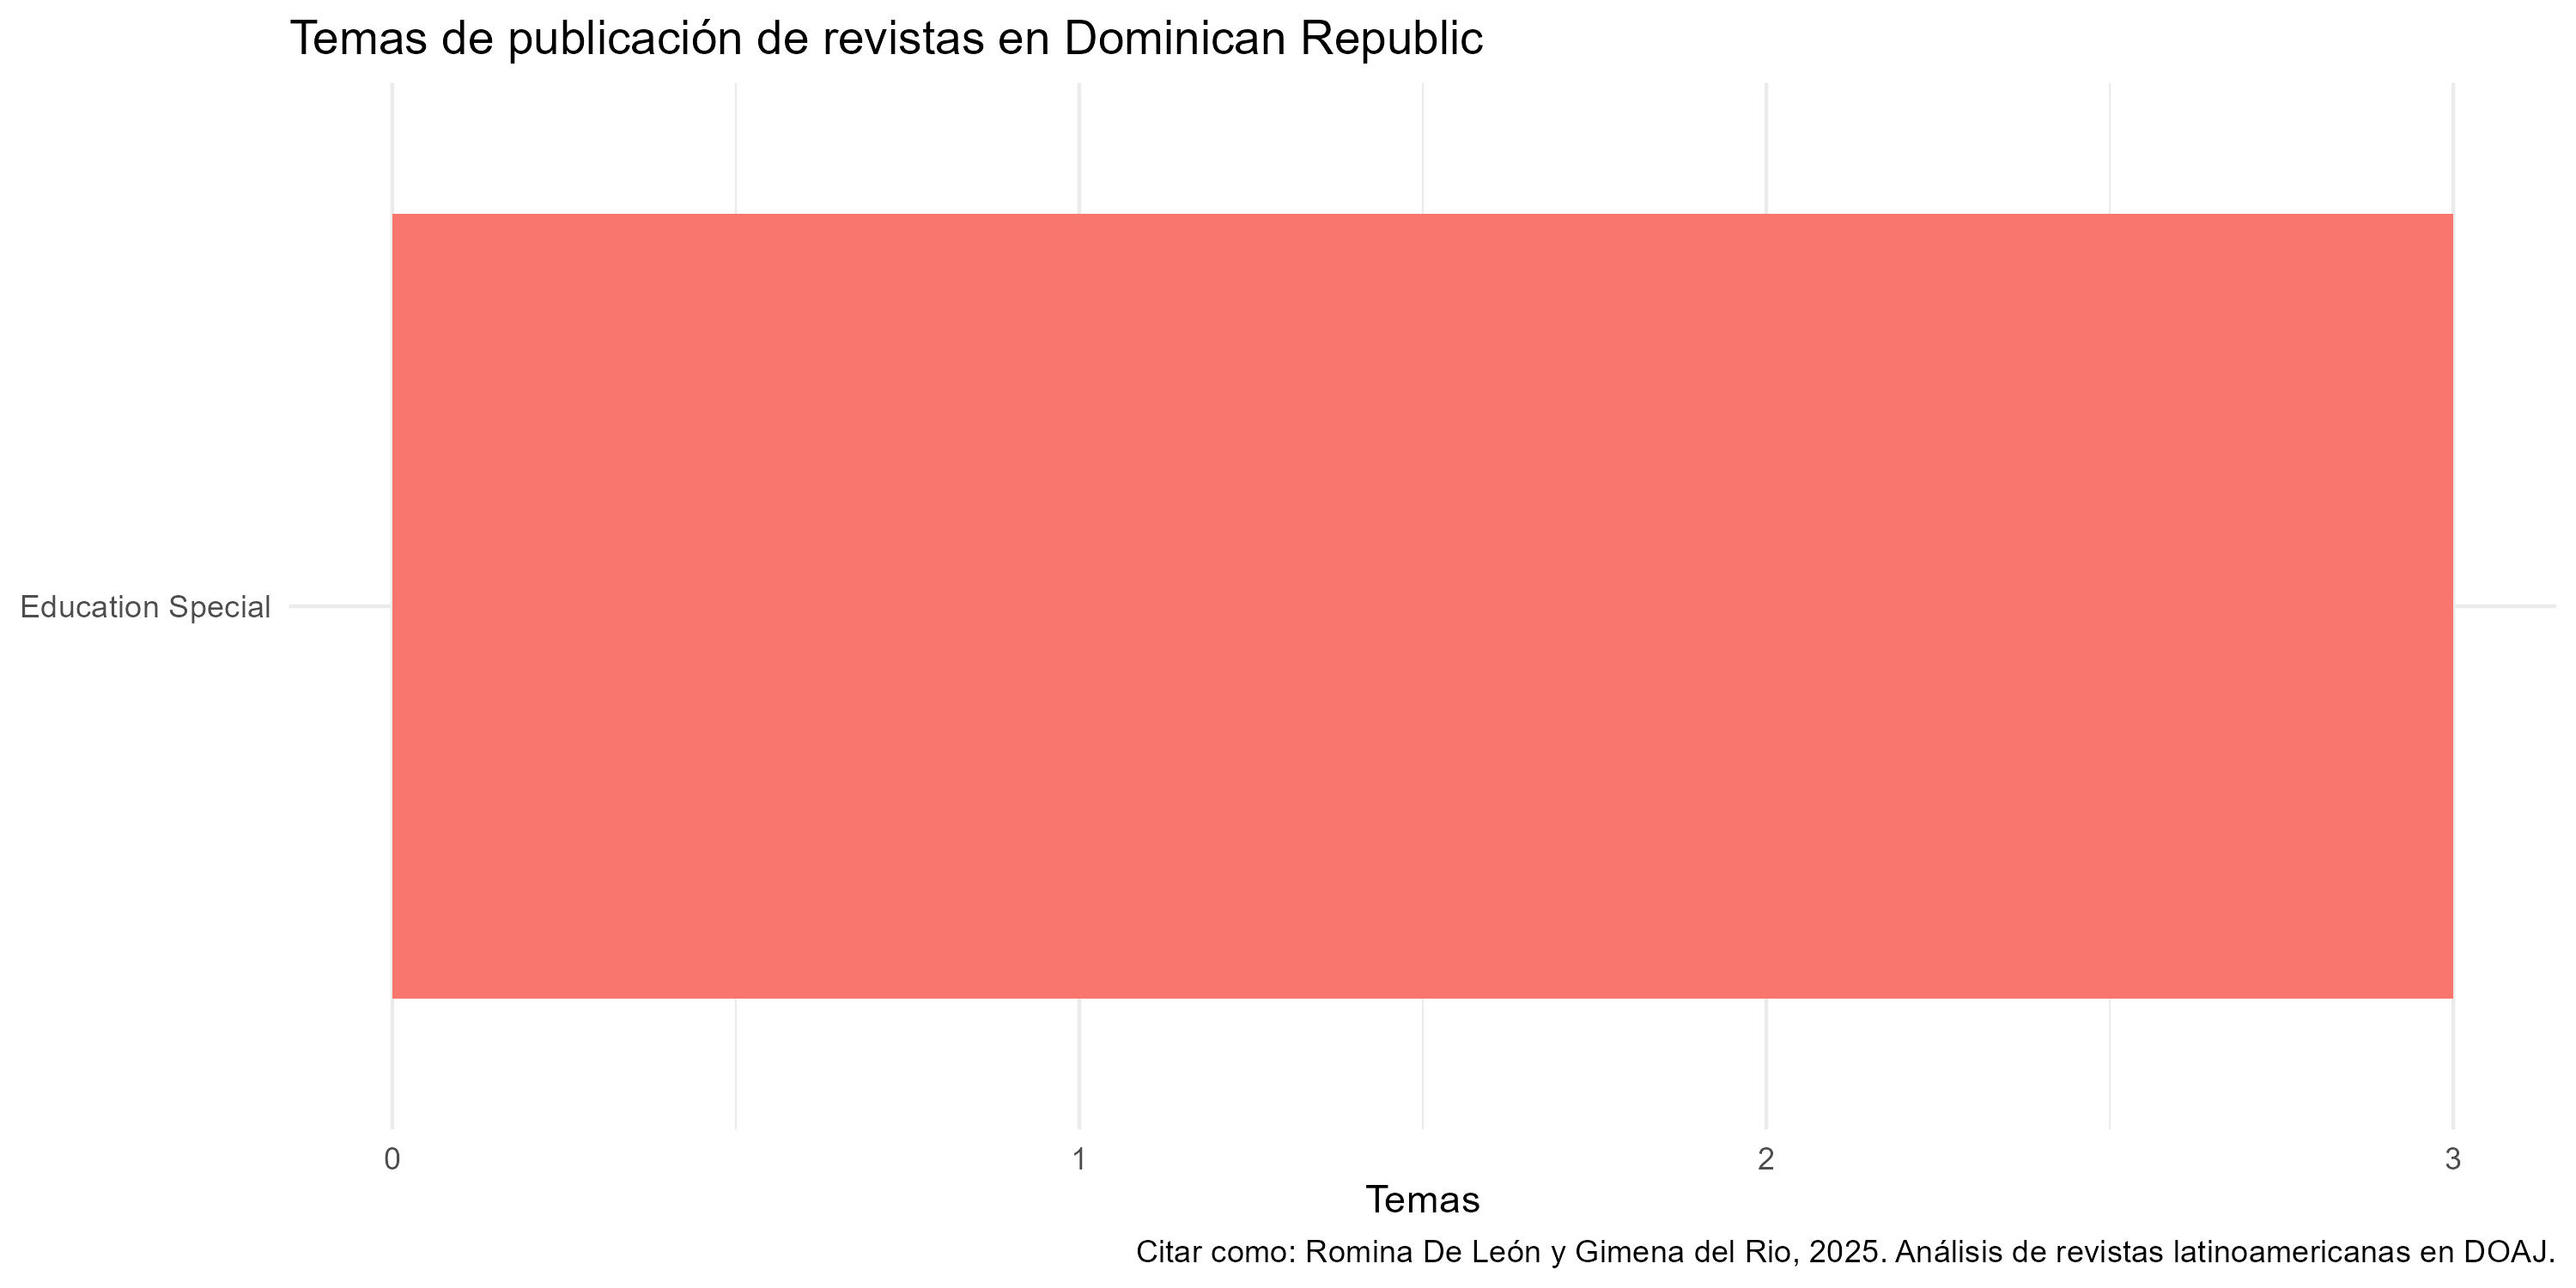 Temas de publicación de revistas en Dominican Republic
Education Special
0 1 2 3
Temas
Citar como: Romina De León y Gimena del Rio, 2025. Análisis de revistas latinoamericanas en DOAJ.